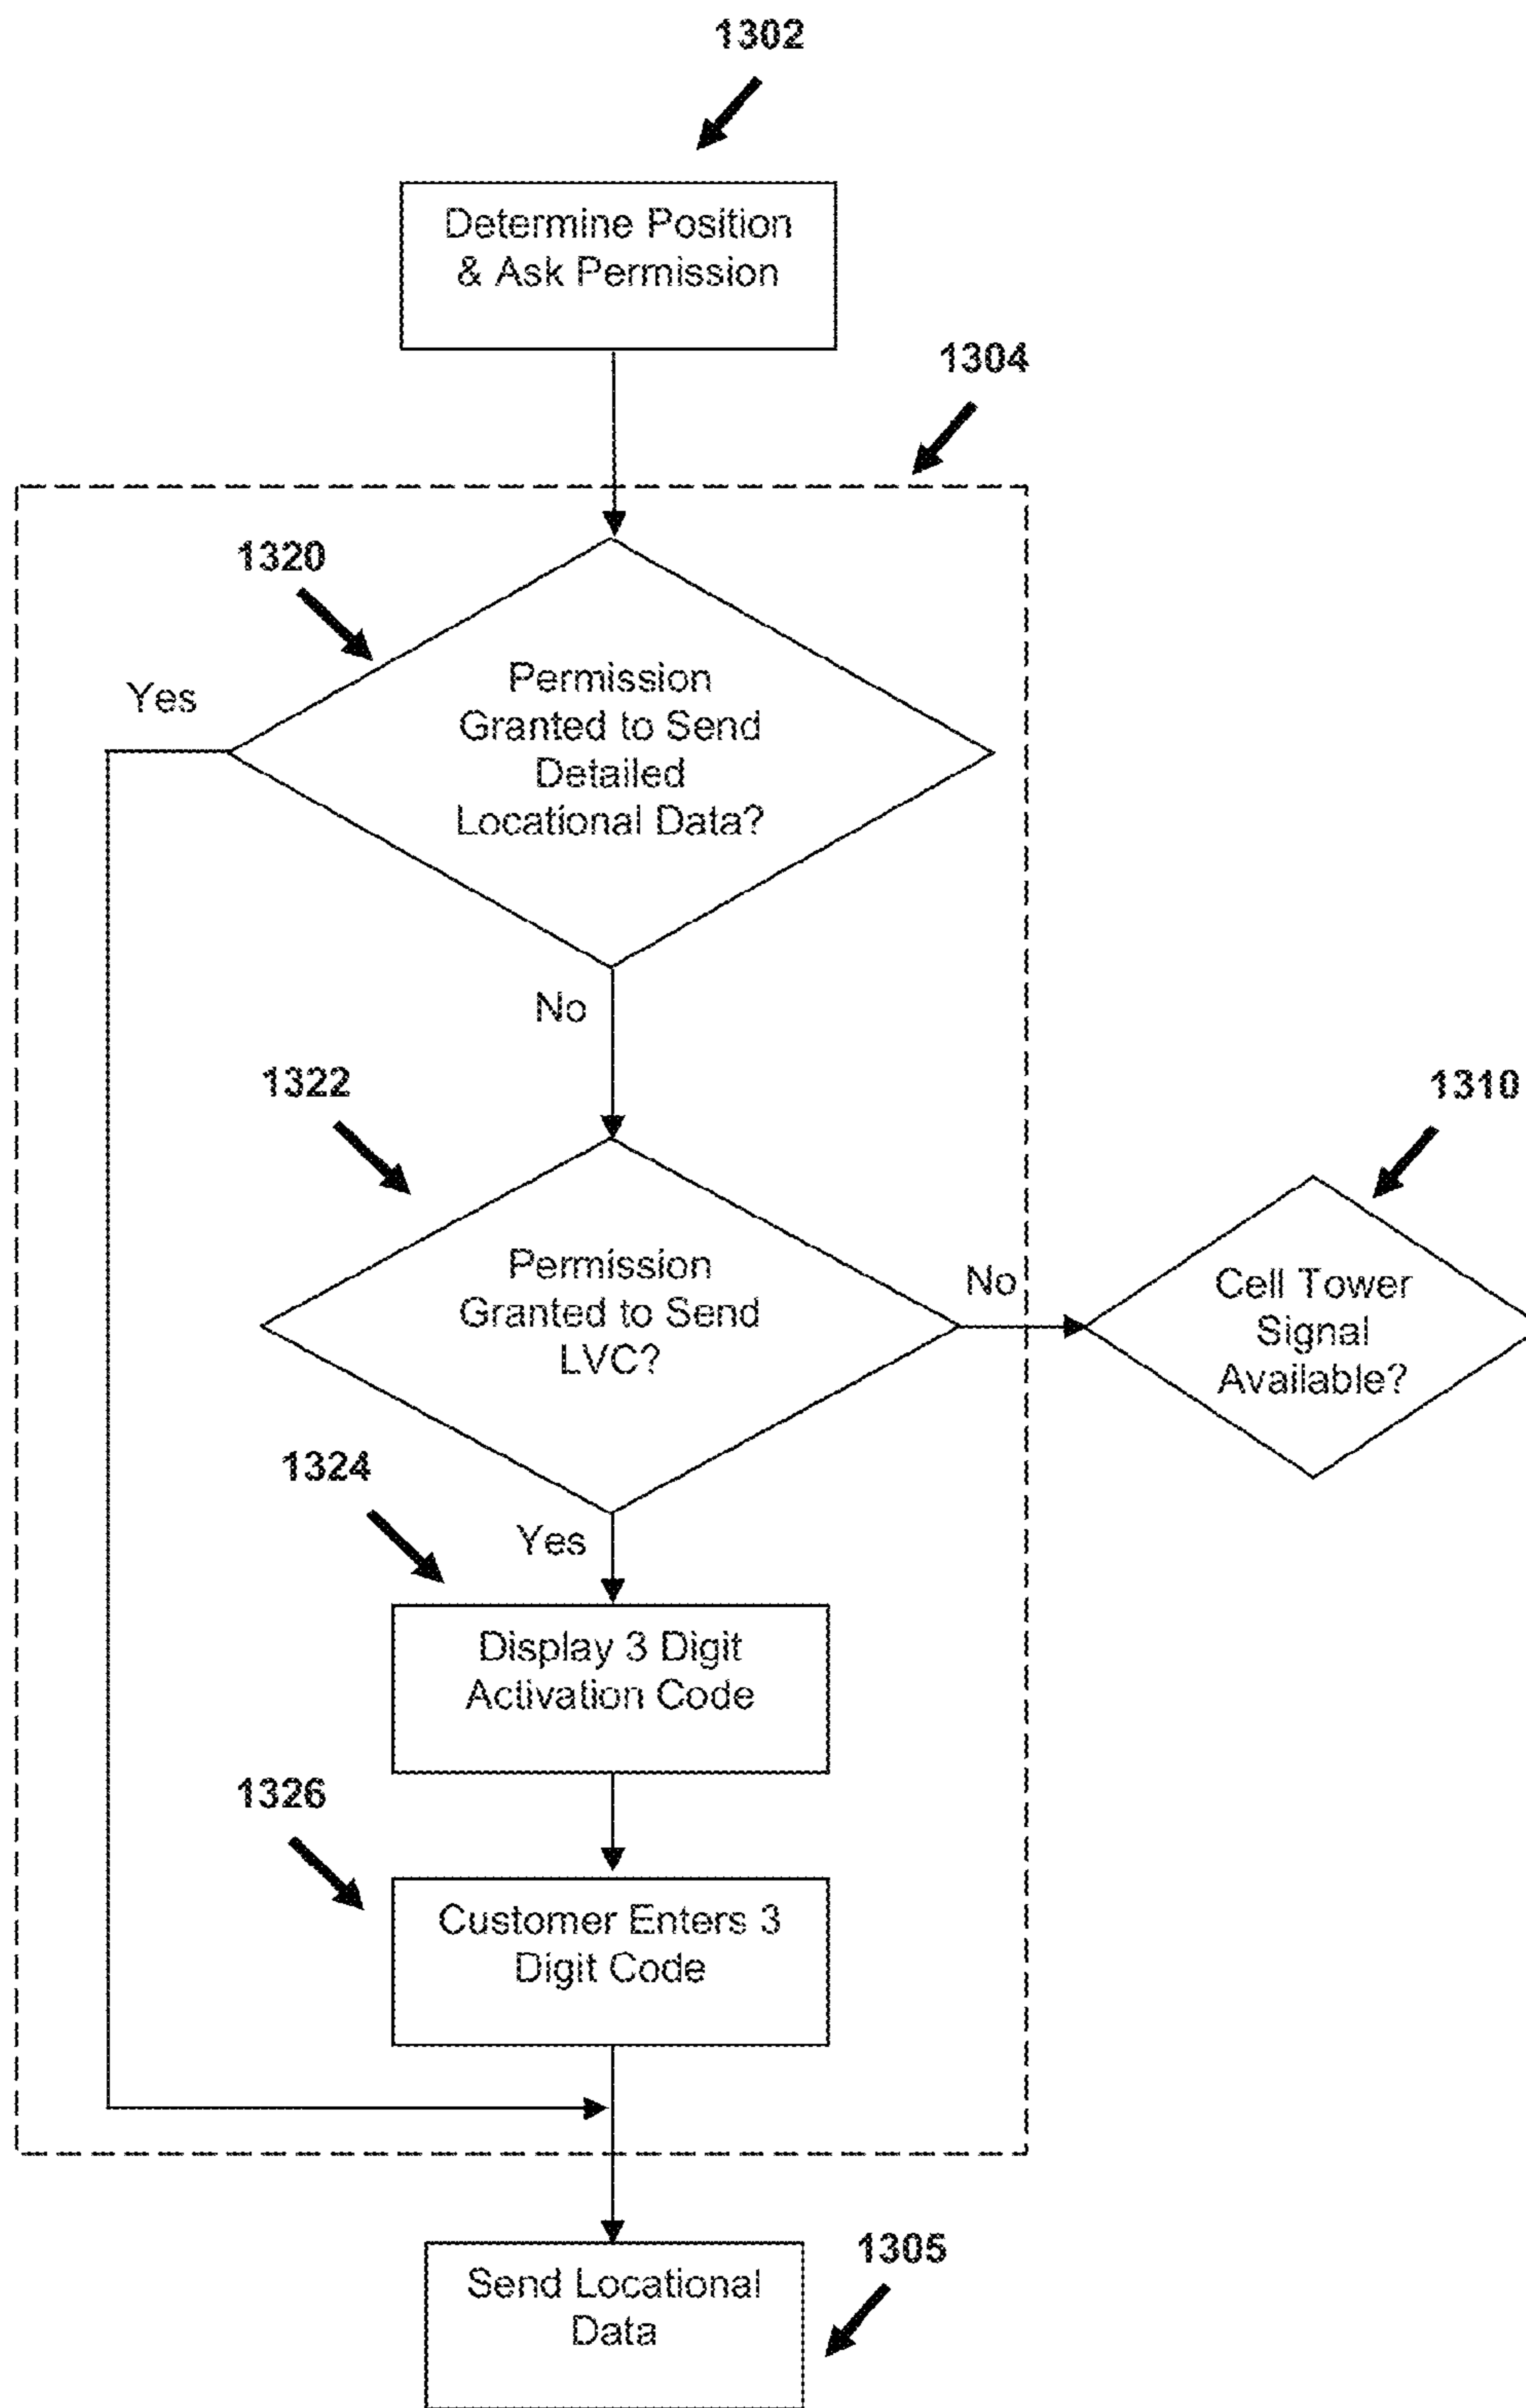 1302
Determine Position
& Ask Permission
1304
1320
Yes
Permission
Granted to Send
Detailed
Locational Data?
No
1322
1310
Permission
Granted to Send
LVC?
No
Cell Tower
Signal
Available?
1324
Yes
Display 3 Digit
Activation Code
1326
Customer Enters 3
Digit Code
1305
Send Locational
Data